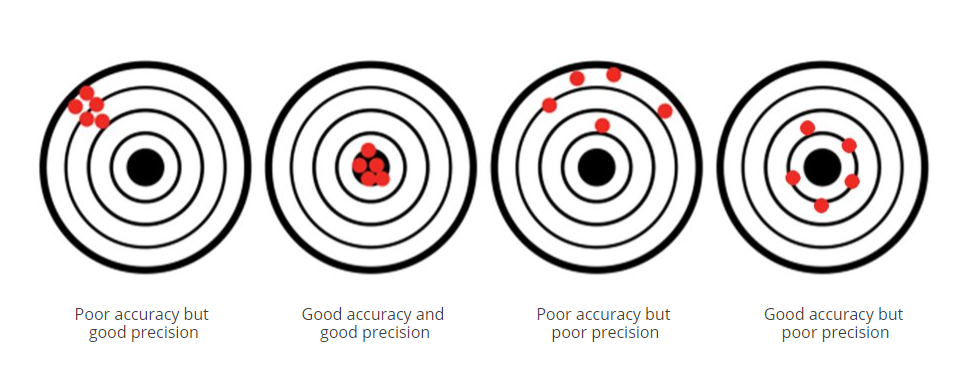 Poor accuracy but
good precision
Good accuracy and
good precision
Poor accuracy but
poor precision
Good accuracy but
poor precision